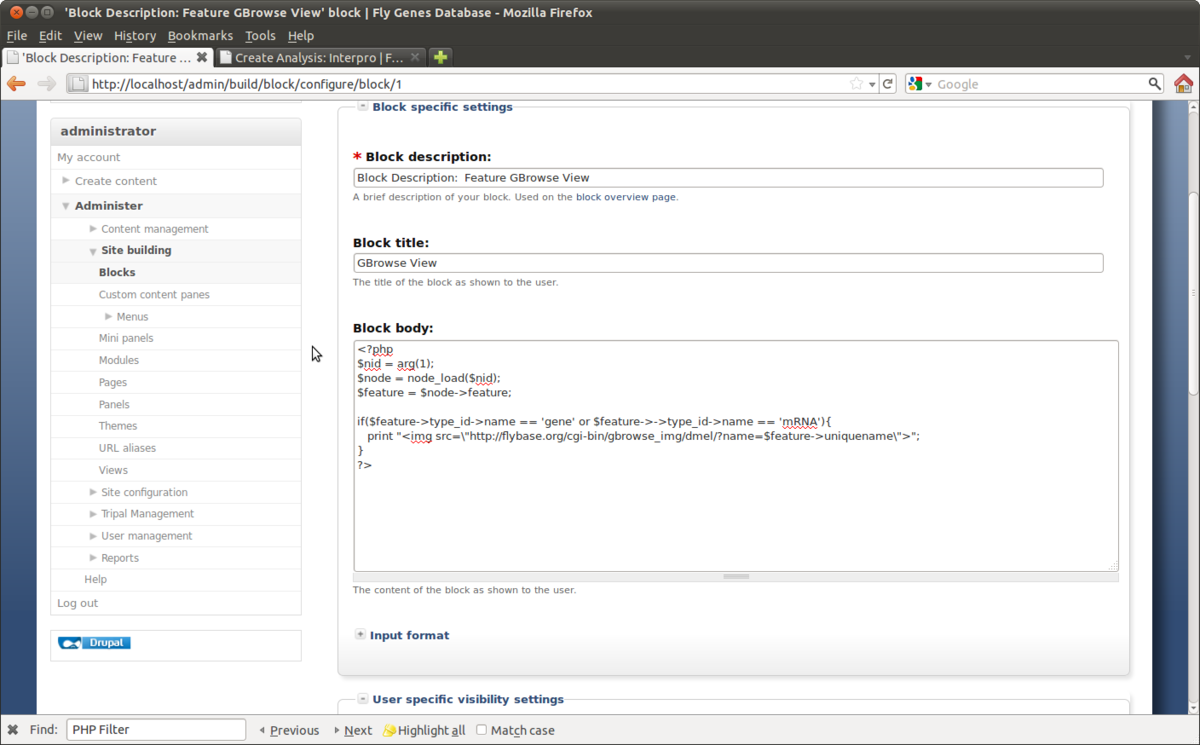 'Block Description: Feature GBrowse View' block | Fly Genes Database - Mozilla Firefox
File Edit View History Bookmarks Tools Help
'Block Description: Feature ... Create Analysis: Interpro | F...
http://localhost/admin/build/block/configure/block/1
Google
administrator
My account
Create content
Administer
Content management
Site building
Blocks
Custom content panes
Menus
Mini panels
Modules
Pages
Panels
Themes
URL aliases
Views
Site configuration
Tripal Management
User management
Reports
Help
Log out
Drupal
Block specific settings
* Block description:
Block Description:  Feature GBrowse View
A brief description of your block. Used on the block overview page.
Block title:
GBrowse View
The title of the block as shown to the user.
Block body:
<?php
$nid = arg(1);
$node = node_load($nid);
$feature = $node->feature;
if($feature->type_id->name == 'gene' or $feature->->type_id->name == 'mRNA'){
print "<img src=\"http://flybase.org/cgi-bin/gbrowse_img/dmel/?name=$feature->uniquename\">";
}
?>
The content of the block as shown to the user.
Input format
User specific visibility settings
Find: PHP Filter Previous Next Highlight all Match case